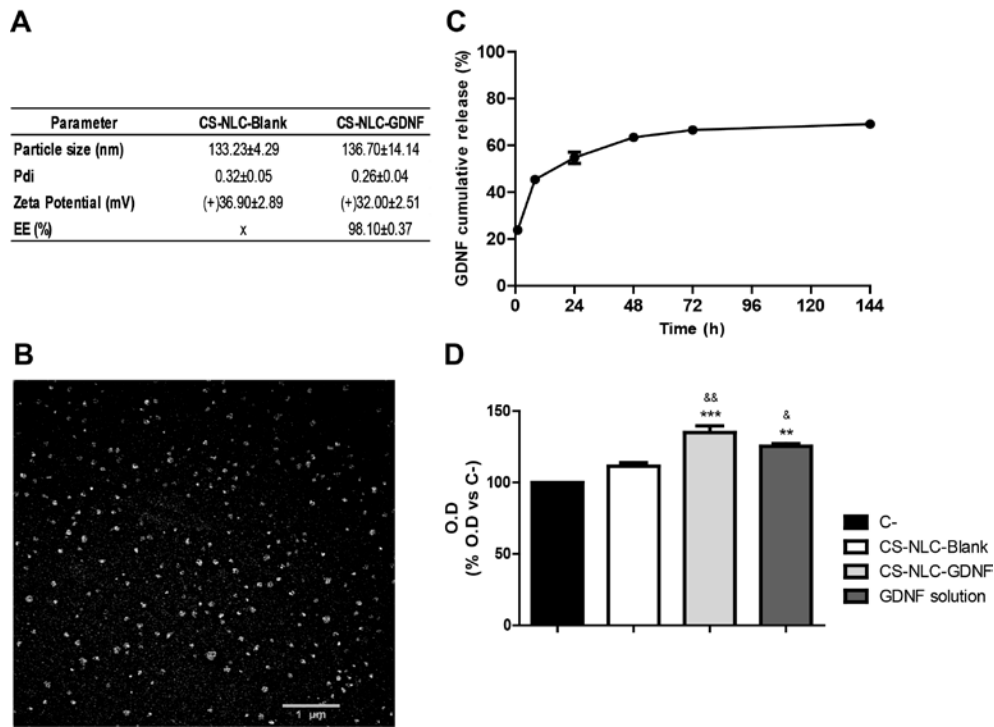 A
Parameter CS-NLC-Blank CS-NLC-GDNF
Particle size (nm) 133.23±4.29 136.70±14.14
Pdi 0.32±0.05 0.26±0.04
Zeta Potential (mV) (+)36.90±2.89 (+)32.00±2.51
EE (%) x 98.10±0.37
B
1 µm
C
GDNF cumulative release (%)
100
80
60
40
20
0
0 24 48 72 96 120 144
Time (h)
D
O.D
(% O.D vs C-)
150
100
50
0
&&
***
&
**
C-
CS-NLC-Blank
CS-NLC-GDNF
GDNF solution